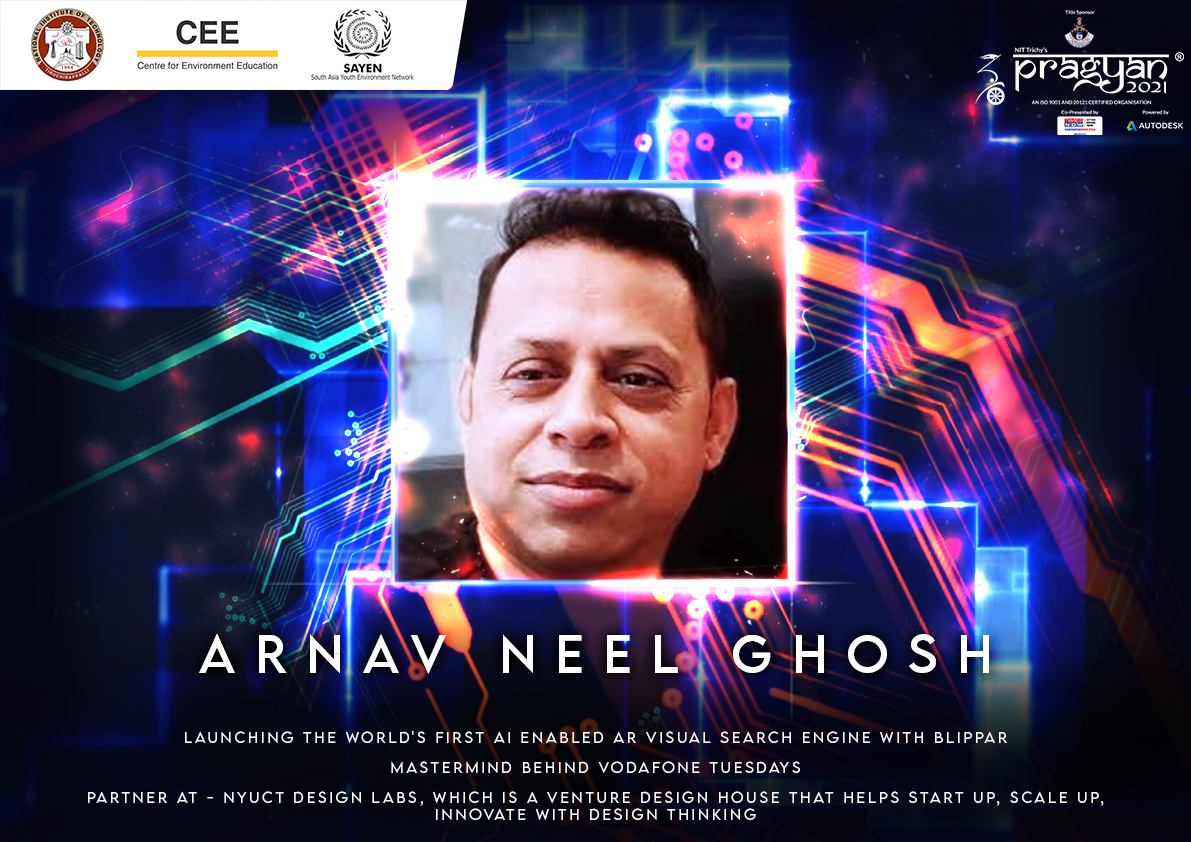 NATIONAL INSTITUTE OF TECHNOLOGY
TIRUCHIRAPPALLI
1964
CEE
Centre for Environment Education
SAYEN
South Asia Youth Environment Network
Title Sponsor
NIT Trichy's
pragyan®
2021
AN ISO 9001 AND 20121 CERTIFIED ORGANISATION
Co-Presented by
Powered by
AUTODESK
ARNAV NEEL GHOSH
LAUNCHING THE WORLD'S FIRST AI ENABLED AR VISUAL SEARCH ENGINE WITH BLIPPAR
MASTERMIND BEHIND VODAFONE TUESDAYS
PARTNER AT - NYUCT DESIGN LABS, WHICH IS A VENTURE DESIGN HOUSE THAT HELPS START UP, SCALE UP,
INNOVATE WITH DESIGN THINKING